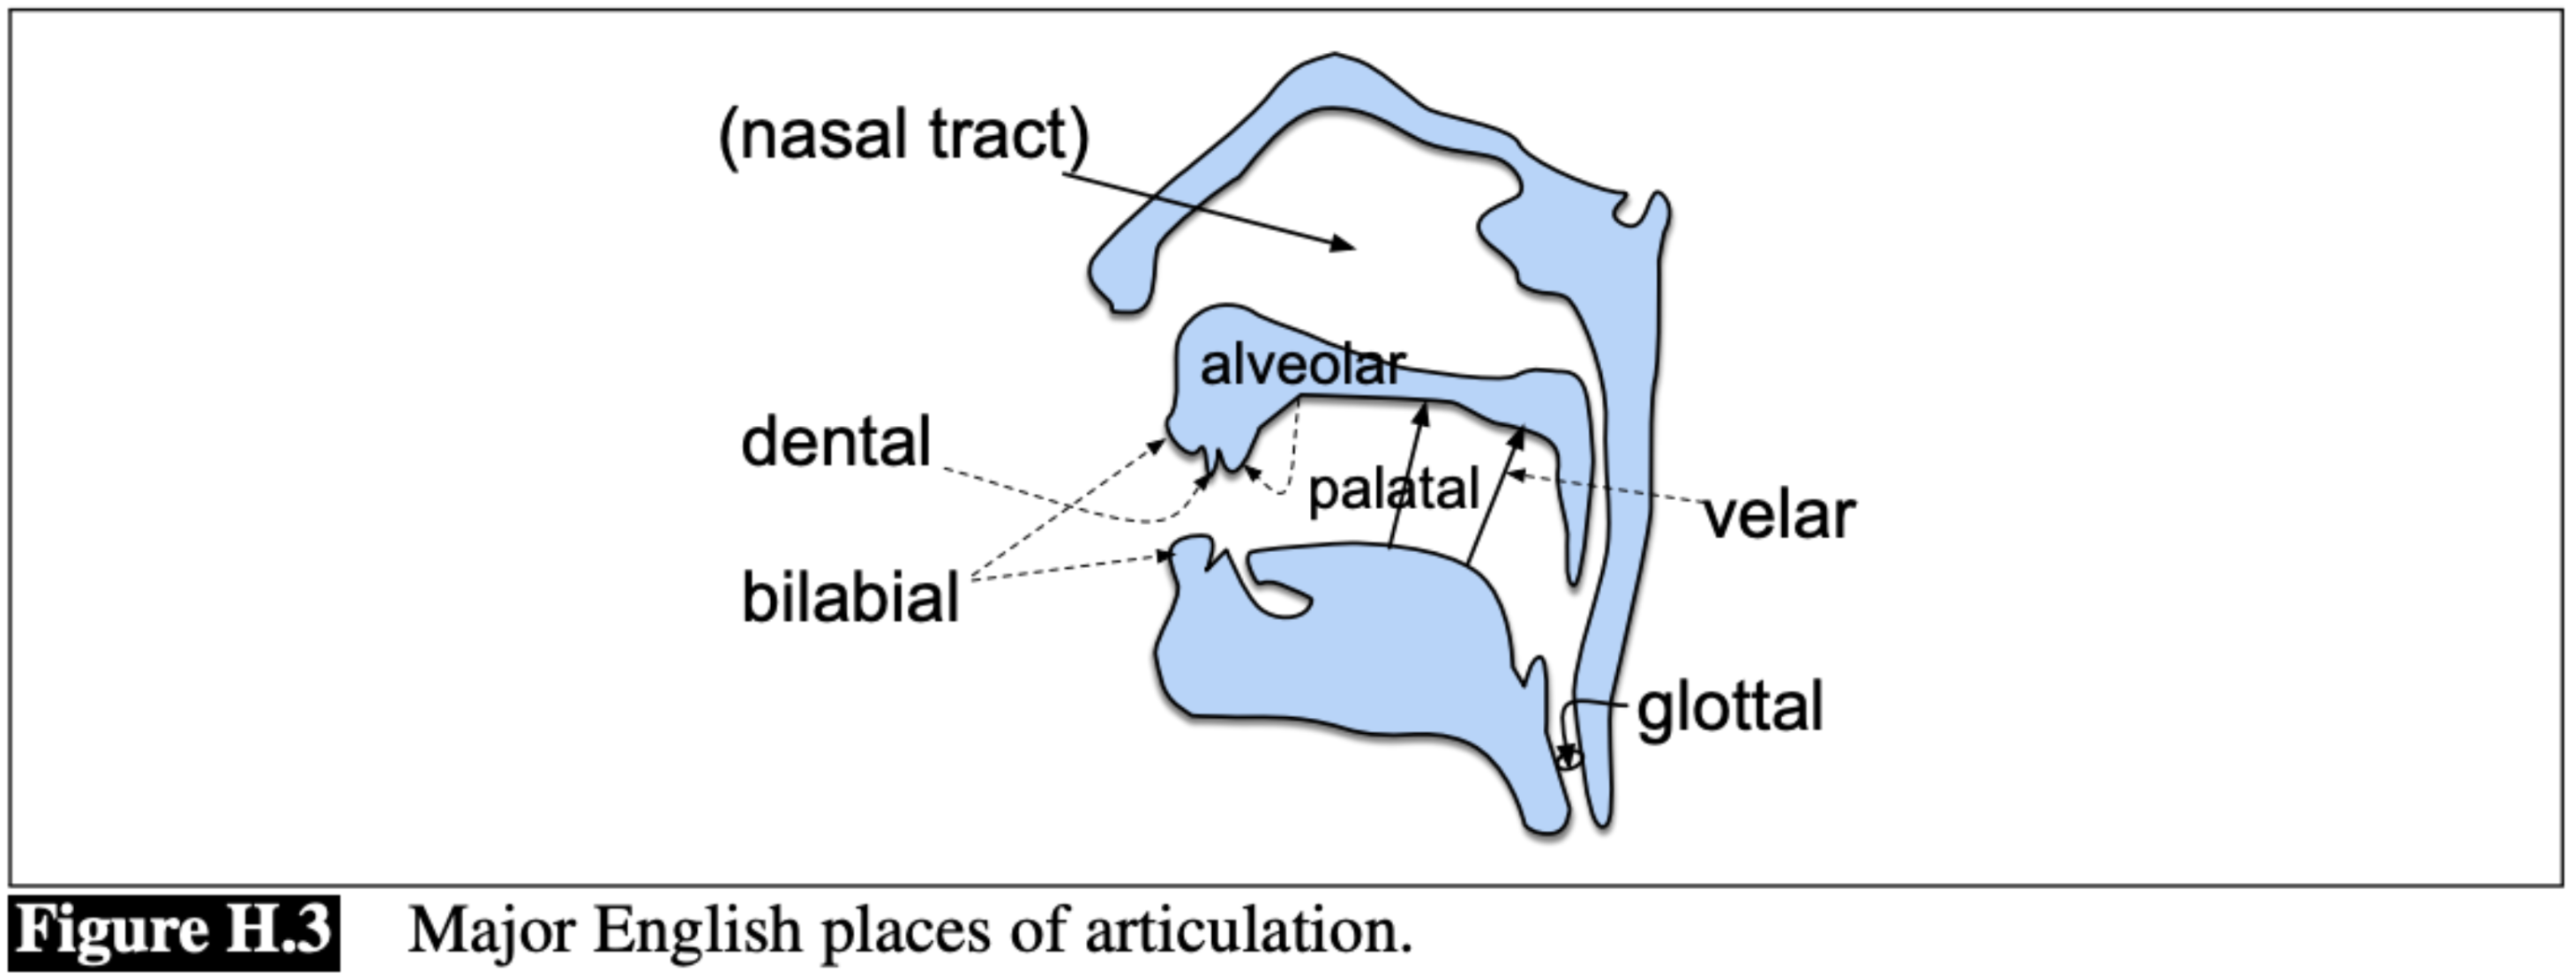 (nasal tract)
alveolar
dental
palatal
velar
bilabial
glottal
Figure H.3 Major English places of articulation.